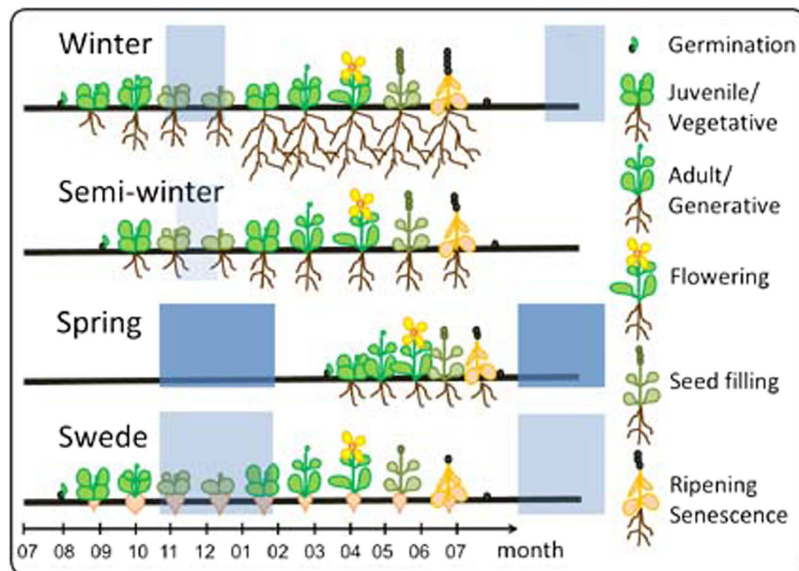 Winter
Semi-winter
Spring
Swede
07 08 09 10 11 12 01 02 03 04 05 06 07 month
Germination
Juvenile/
Vegetative
Adult/
Generative
Flowering
Seed filling
Ripening
Senescence